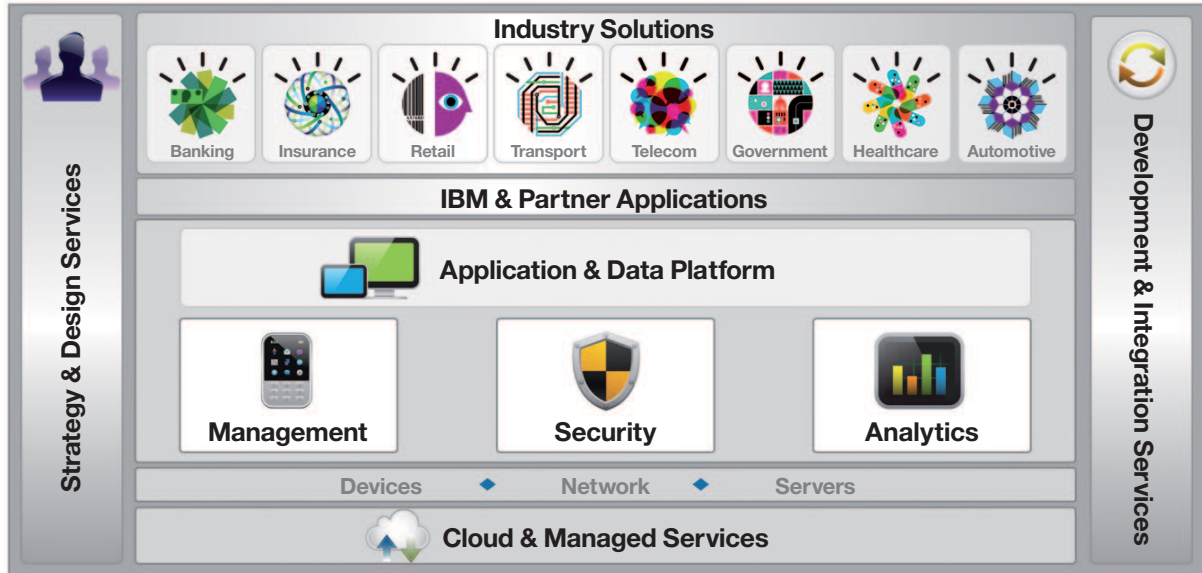 Strategy & Design Services
Industry Solutions
Banking
Insurance
Retail
Transport
Telecom
Government
Healthcare
Automotive
IBM & Partner Applications
Application & Data Platform
Management
Security
Analytics
Devices
Network
Servers
Cloud & Managed Services
Development & Integration Services